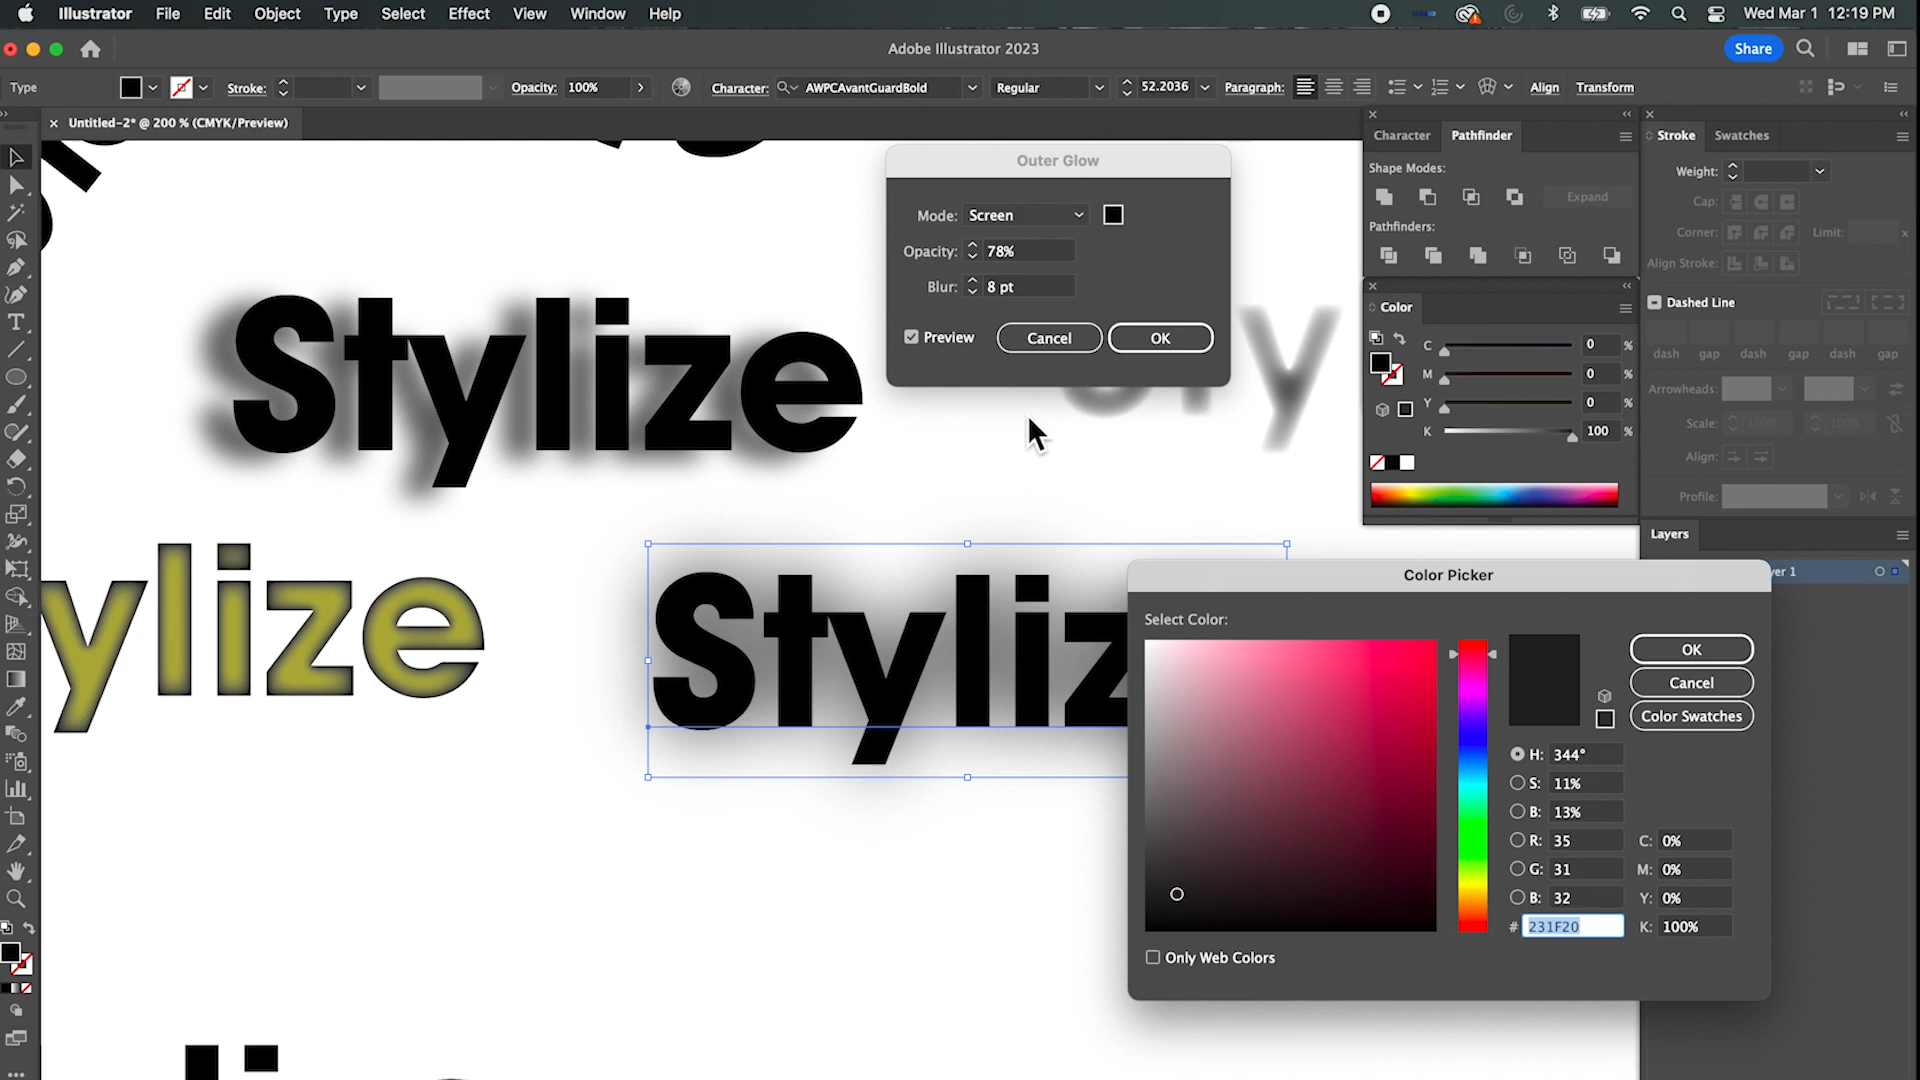 Illustrator File Edit Object Type Select Effect View Window Help
Wed Mar 1 12:19 PM
Adobe Illustrator 2023
Share
Type
Stroke:
Opacity: 100%
Character: AWPCAvantGuardBold
Regular
52.2036
Paragraph:
Align
Transform
× Untitled-2* @ 200 % (CMYK/Preview)
Outer Glow
Mode: Screen
Opacity: 78%
Blur: 8 pt
Preview
Cancel
OK
Character
Pathfinder
Shape Modes:
Expand
Pathfinders:
Color
C 0 %
M 0 %
Y 0 %
K 100 %
Stroke
Swatches
Weight:
Cap:
Corner:
Limit:
x
Align Stroke:
Dashed Line
dash gap dash gap dash gap
Arrowheads:
Scale: 100% 100%
Align:
Profile:
Layers
yer 1
Stylize
Sty
ylize
Styliz
Color Picker
Select Color:
OK
Cancel
Color Swatches
H: 344°
S: 11%
B: 13%
R: 35
G: 31
B: 32
# 231F20
C: 0%
M: 0%
Y: 0%
K: 100%
Only Web Colors